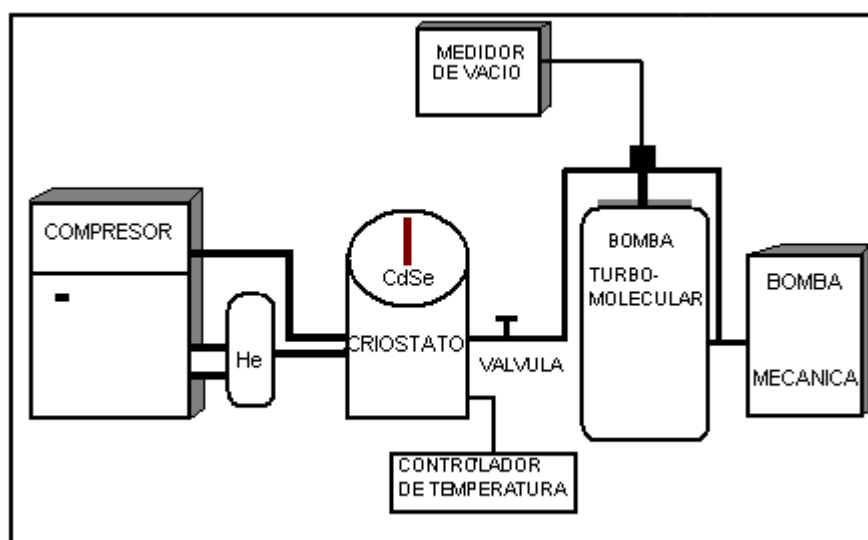 MEDIDOR
DE VACIO
COMPRESOR
CdSe
BOMBA
TURBO-
MOLECULAR
BOMBA
MECANICA
He
CRIOSTATO
VALVULA
CONTROLADOR
DE TEMPERATURA